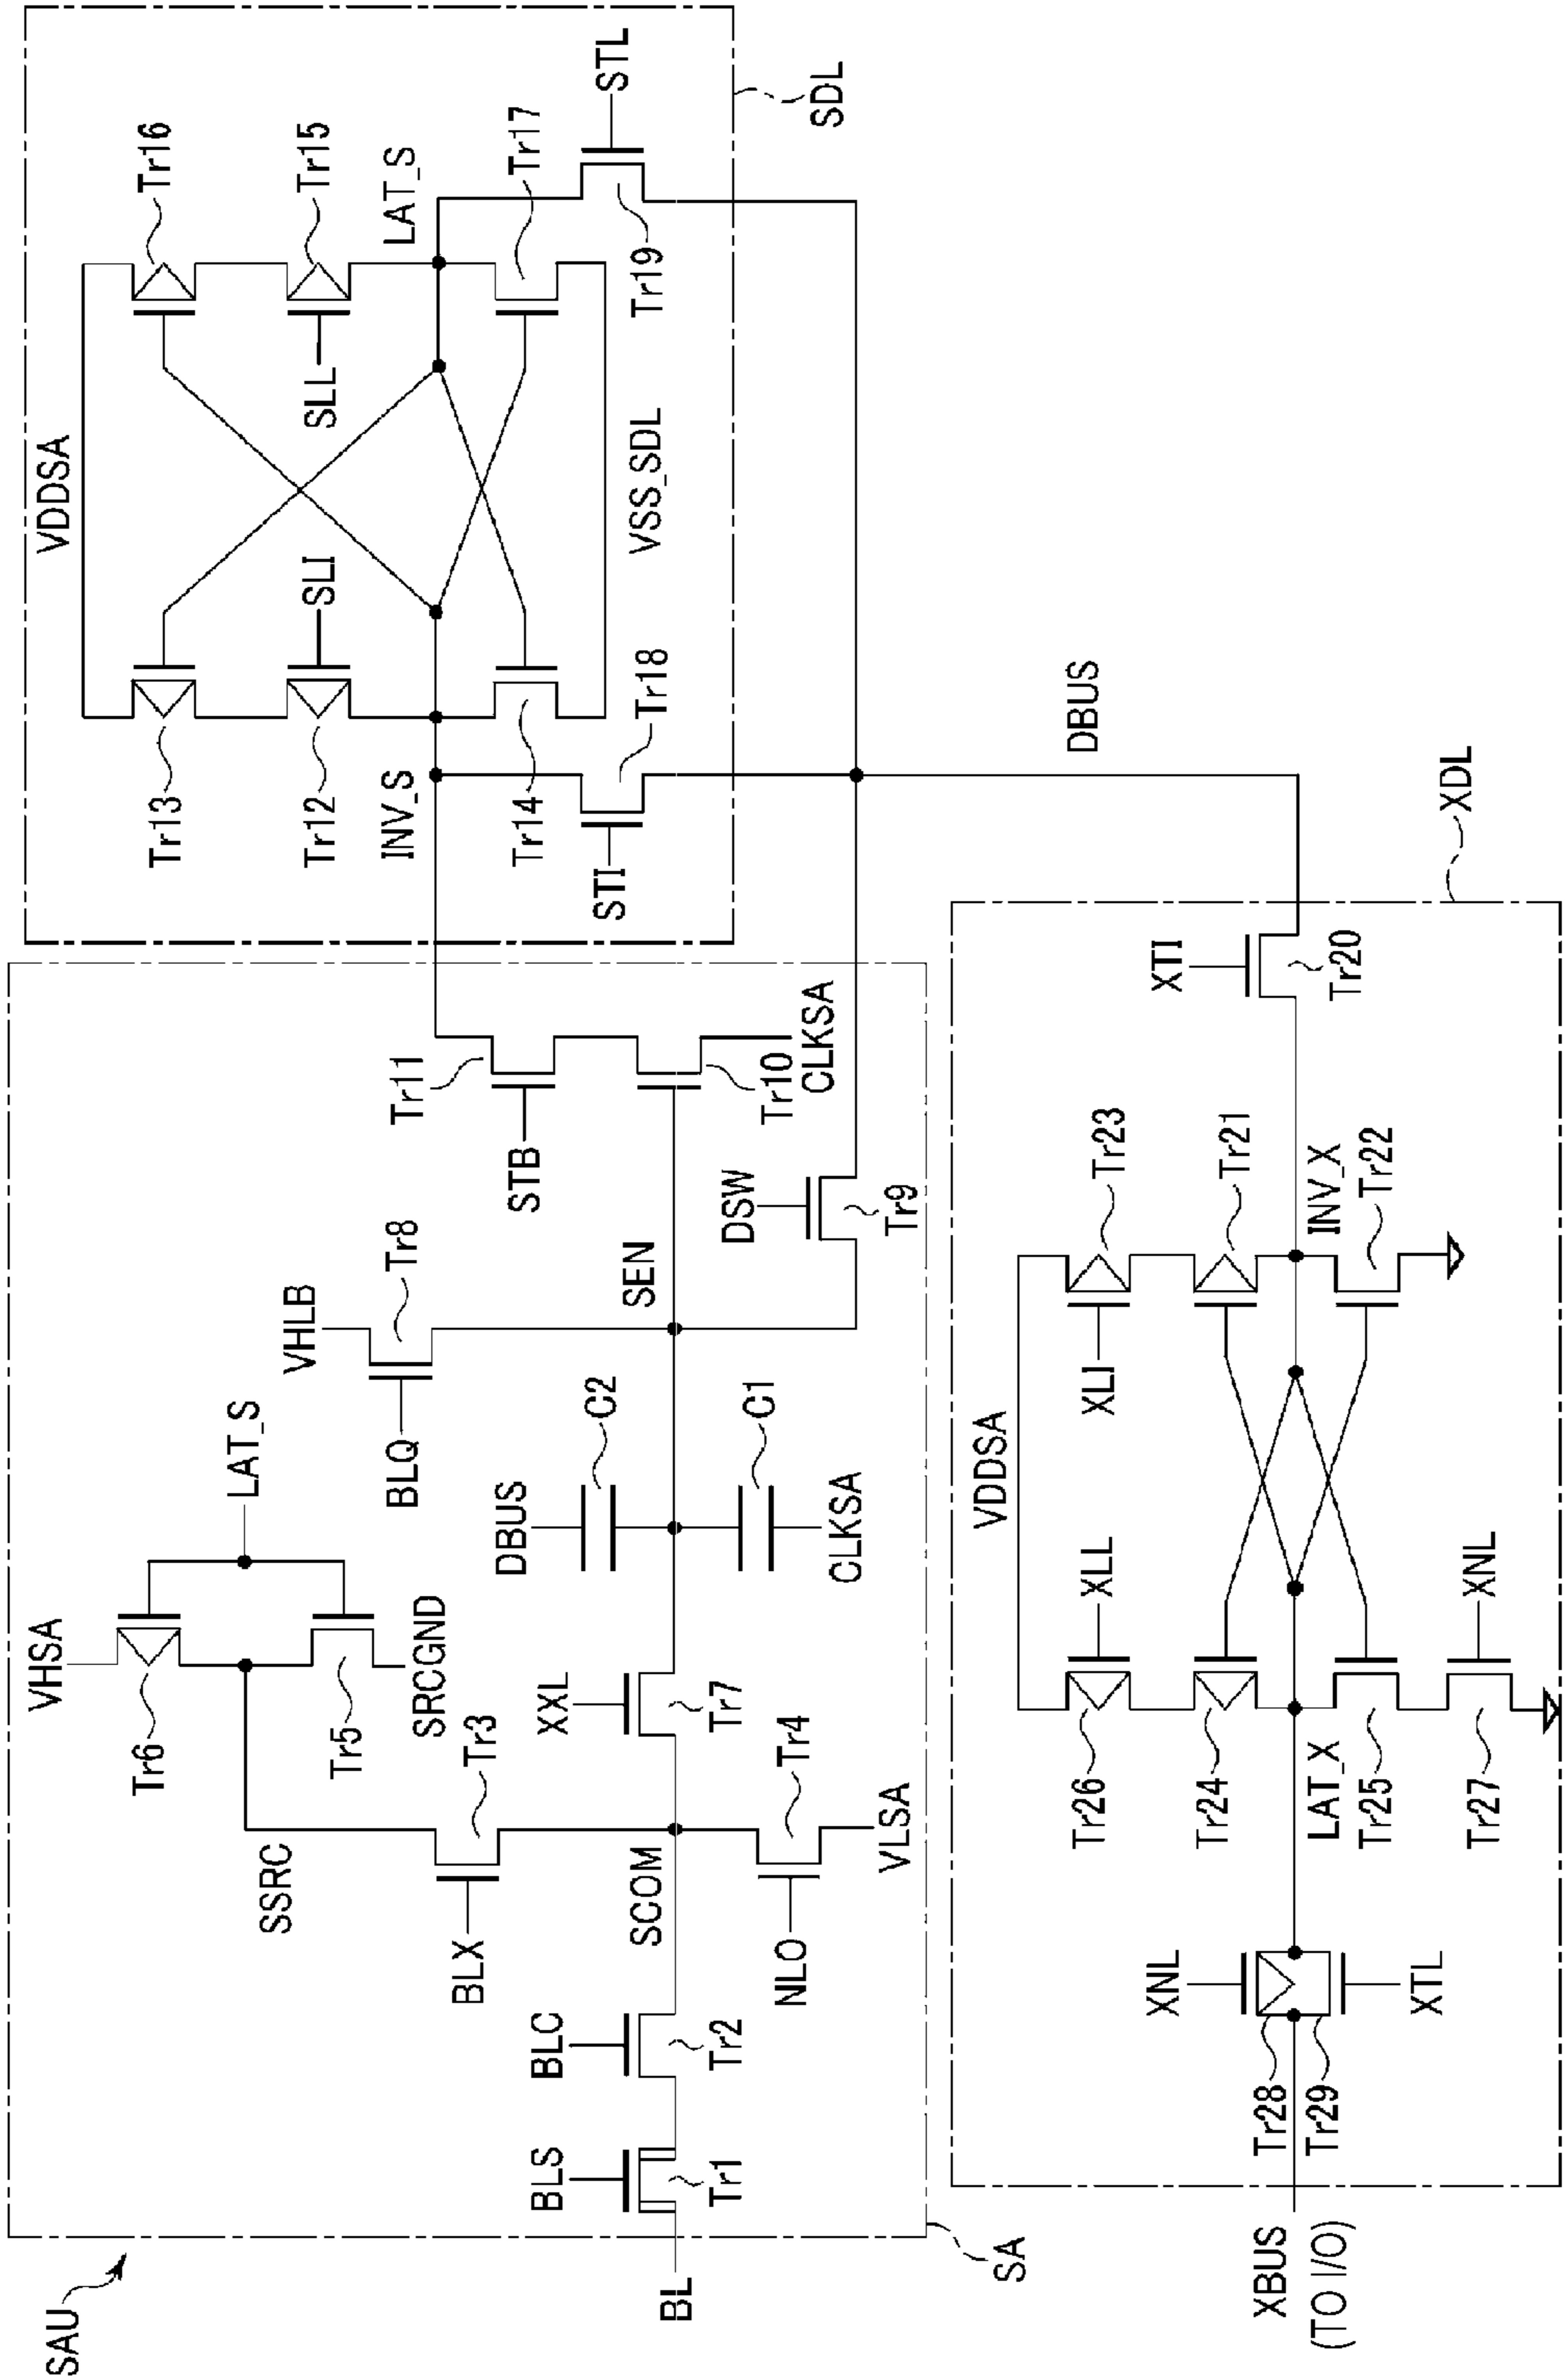 SAU
SA
BL
BLS
Tr1
BLC
Tr2
SCOM
BLX
Tr3
SSRC
NLO
Tr4
VLSA
VHSA
Tr6
Tr5
SRCGND
LAT_S
XXL
Tr7
DBUS
C2
C1
CLKSA
VHLB
BLQ
Tr8
SEN
DSW
Tr9
STB
Tr11
Tr10
CLKSA
SDL
VDDSA
Tr13
Tr12
SLI
INV_S
Tr14
STI
Tr18
VSS_SDL
Tr16
SLL
Tr15
LAT_S
Tr17
Tr19
STL
DBUS
XDL
XTI
Tr20
VDDSA
XLI
Tr23
Tr21
INV_X
Tr22
XLL
Tr26
Tr24
LAT_X
Tr25
Tr27
XNL
XNL
XTL
Tr28
Tr29
XBUS
(TO I/O)